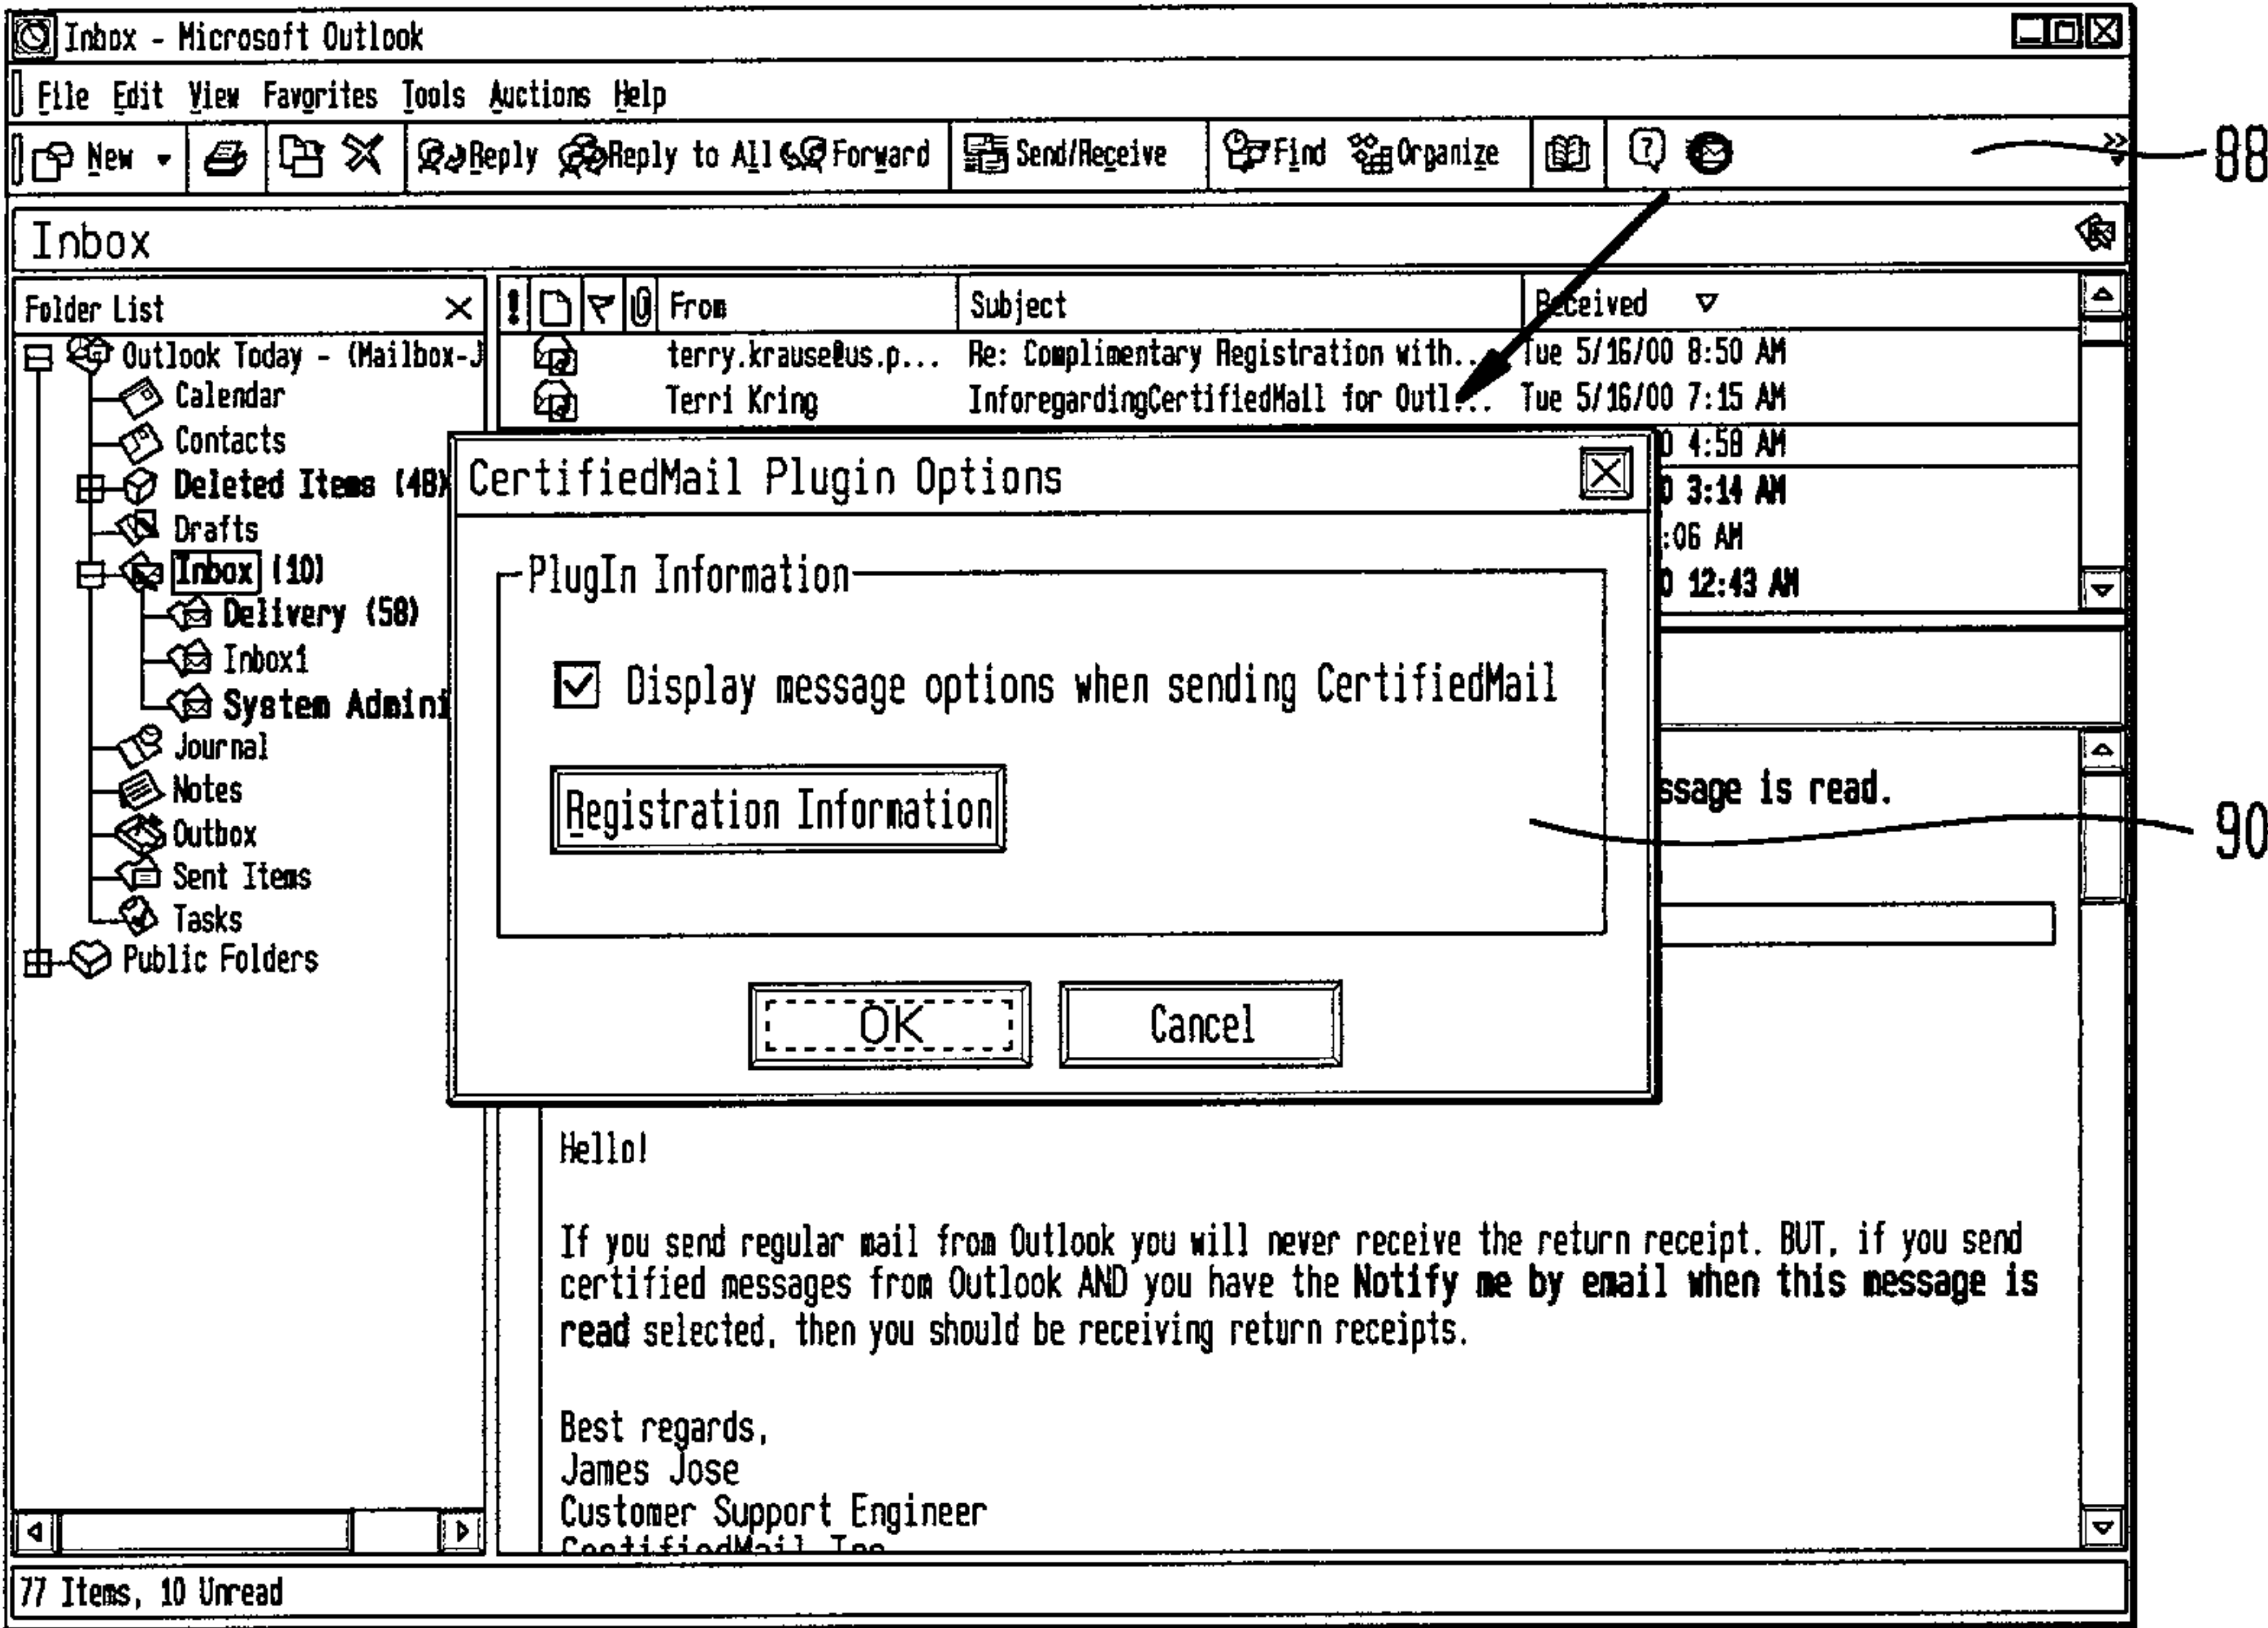 Inbox - Microsoft Outlook
File Edit View Favorites Tools Auctions Help
New Reply Reply to All Forward Send/Receive Find Organize ?
88
Inbox
Folder List
! From Subject Received
Outlook Today - (Mailbox-J
terry.krause@us.p... Re: Complimentary Registration with... Tue 5/16/00 8:50 AM
Calendar
Terri Kring InforegardingCertifiedMail for Outl... Tue 5/16/00 7:15 AM
Contacts
0 4:58 AM
Deleted Items (48)
0 3:14 AM
Drafts
:06 AM
Inbox (10)
0 12:43 AM
Delivery (58)
Inbox1
System Admini
Journal
Notes
Outbox
Sent Items
Tasks
Public Folders
CertifiedMail Plugin Options
PlugIn Information
Display message options when sending CertifiedMail
Registration Information
OK Cancel
ssage is read.
90
Hello!
If you send regular mail from Outlook you will never receive the return receipt. BUT, if you send
certified messages from Outlook AND you have the Notify me by email when this message is
read selected, then you should be receiving return receipts.
Best regards,
James Jose
Customer Support Engineer
CertifiedMail
77 Items, 10 Unread